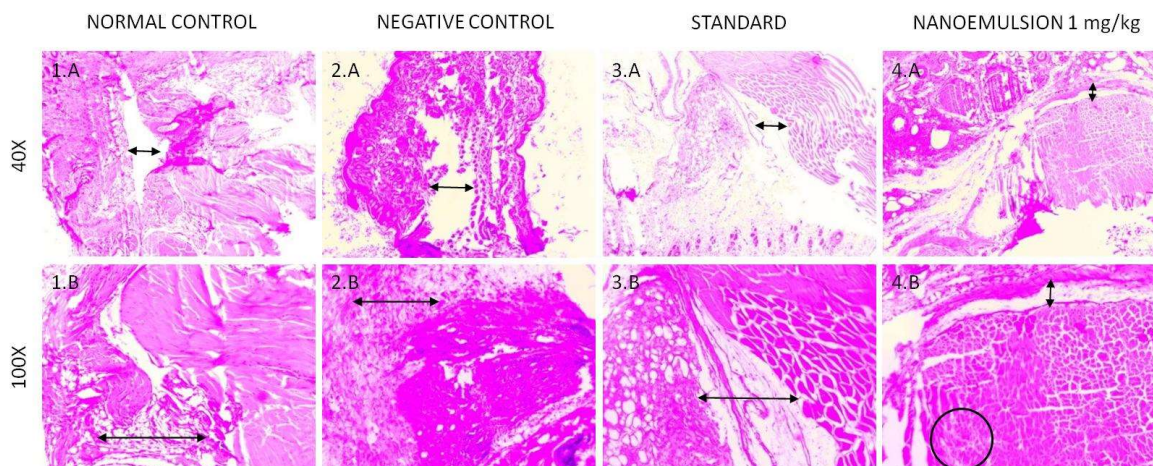 NORMAL CONTROL
NEGATIVE CONTROL
STANDARD
NANOEMULSION 1 mg/kg
40X
1.A
2.A
3.A
4.A
100X
1.B
2.B
3.B
4.B